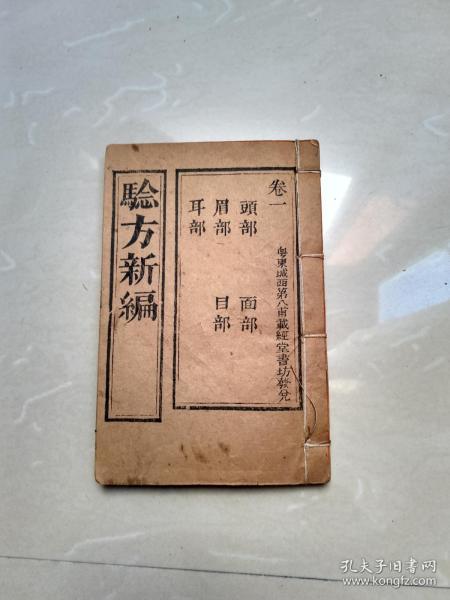 驗方新編
卷一
粵東城西第八甫載經堂書坊發兌
頭部 面部
眉部 目部
耳部
孔夫子旧书网
www.kongfz.com